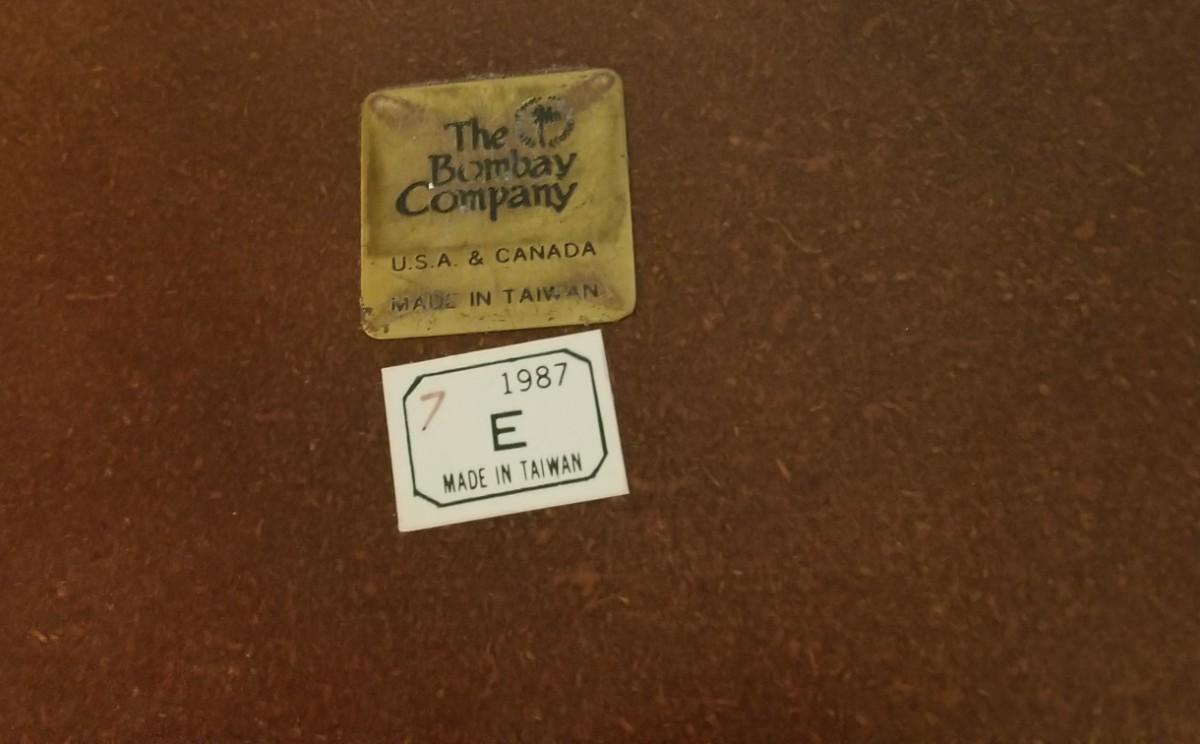 The
Bombay
Company
U.S.A. & CANADA
MADE IN TAIWAN
7 1987
E
MADE IN TAIWAN